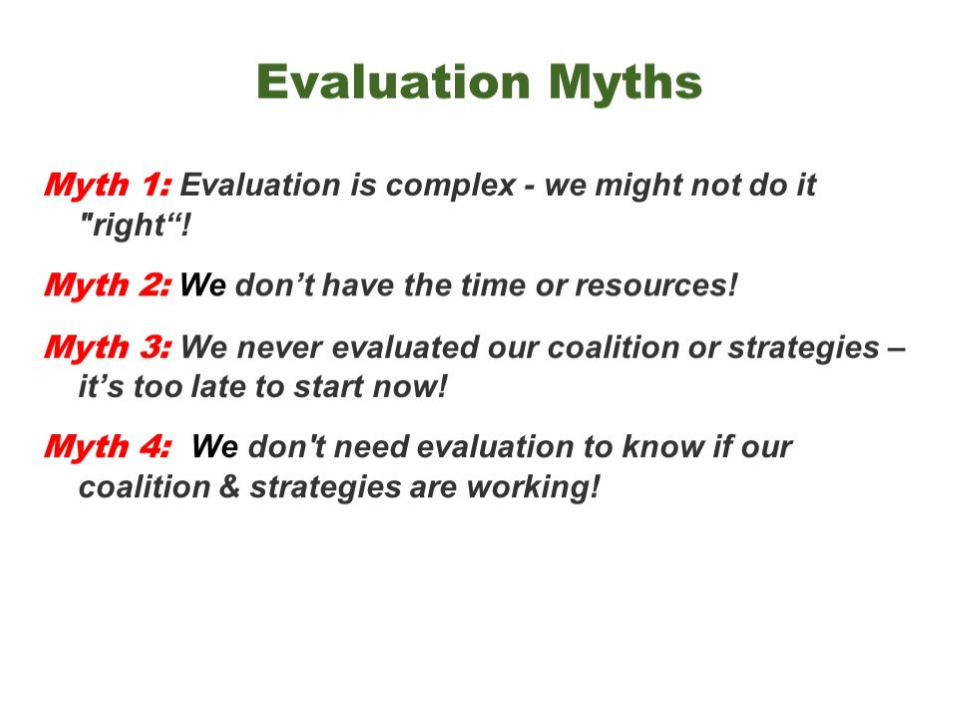 Evaluation Myths
Myth 1: Evaluation is complex - we might not do it
"right“!
Myth 2: We don’t have the time or resources!
Myth 3: We never evaluated our coalition or strategies –
it’s too late to start now!
Myth 4: We don't need evaluation to know if our
coalition & strategies are working!